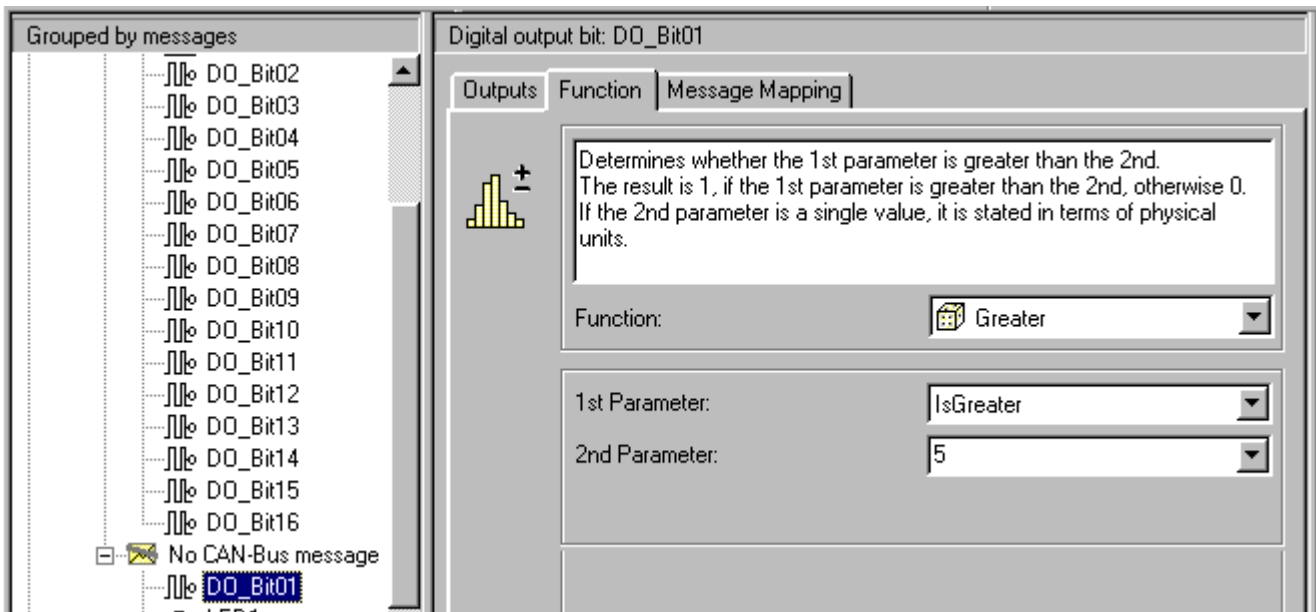 Grouped by messages
DO_Bit02
DO_Bit03
DO_Bit04
DO_Bit05
DO_Bit06
DO_Bit07
DO_Bit08
DO_Bit09
DO_Bit10
DO_Bit11
DO_Bit12
DO_Bit13
DO_Bit14
DO_Bit15
DO_Bit16
No CAN-Bus message
DO_Bit01
Digital output bit: DO_Bit01
Outputs Function Message Mapping
Determines whether the 1st parameter is greater than the 2nd.
The result is 1, if the 1st parameter is greater than the 2nd, otherwise 0.
If the 2nd parameter is a single value, it is stated in terms of physical
units.
Function: Greater
1st Parameter: IsGreater
2nd Parameter: 5